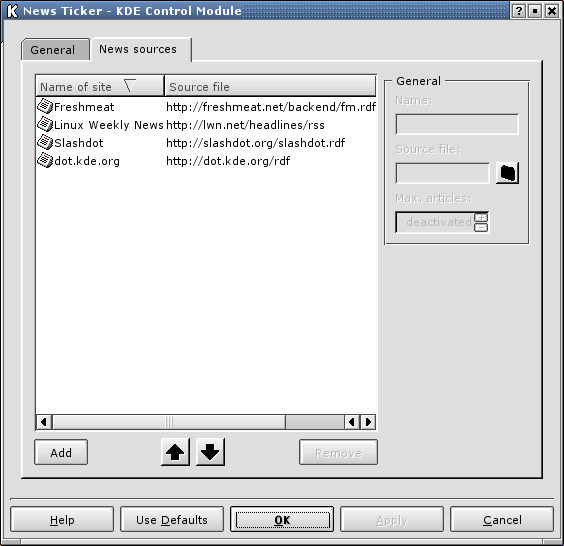 News Ticker - KDE Control Module
General
News sources
Name of site
Source file
Freshmeat
http://freshmeat.net/backend/fm.rdf
Linux Weekly News
http://lwn.net/headlines/rss
Slashdot
http://slashdot.org/slashdot.rdf
dot.kde.org
http://dot.kde.org/rdf
General
Name:
Source file:
Max. articles:
deactivated
Add
Remove
Help
Use Defaults
OK
Apply
Cancel